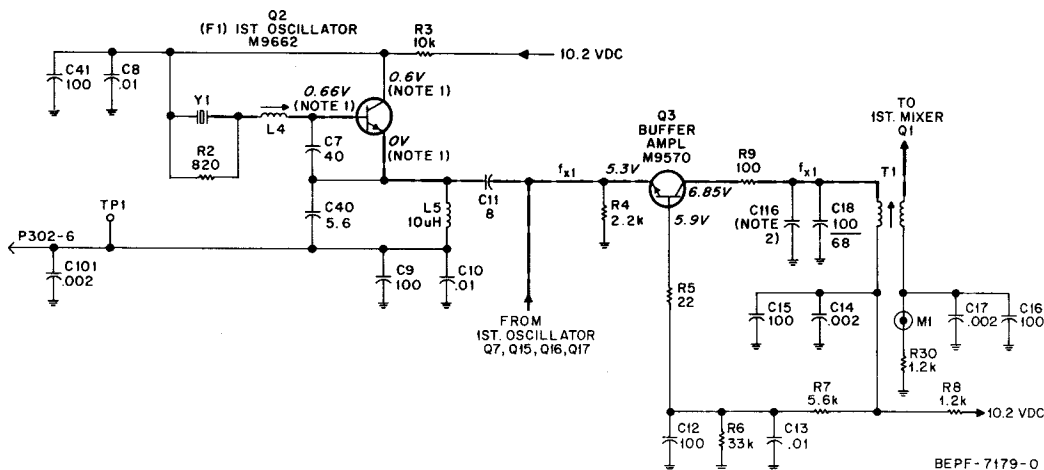 Q2
(F1) 1ST OSCILLATOR
M9662
R3
10k
10.2 VDC
C41
100
C8
.01
Y1
R2
820
L4
0.66V
(NOTE 1)
0.6V
(NOTE 1)
0V
(NOTE 1)
C7
40
C40
5.6
L5
10uH
C11
8
TP1
P302-6
C101
.002
C9
100
C10
.01
FROM
1ST. OSCILLATOR
Q7, Q15, Q16, Q17
fx1
5.3V
R4
2.2k
Q3
BUFFER
AMPL
M9570
6.85V
5.9V
R9
100
fx1
C116
(NOTE
2)
C18
100
68
T1
TO
1ST. MIXER
Q1
R5
22
C15
100
C14
.002
M1
C17
.002
C16
100
R30
1.2k
R7
5.6k
R8
1.2k
10.2 VDC
C12
100
R6
33k
C13
.01
BEPF-7179-0